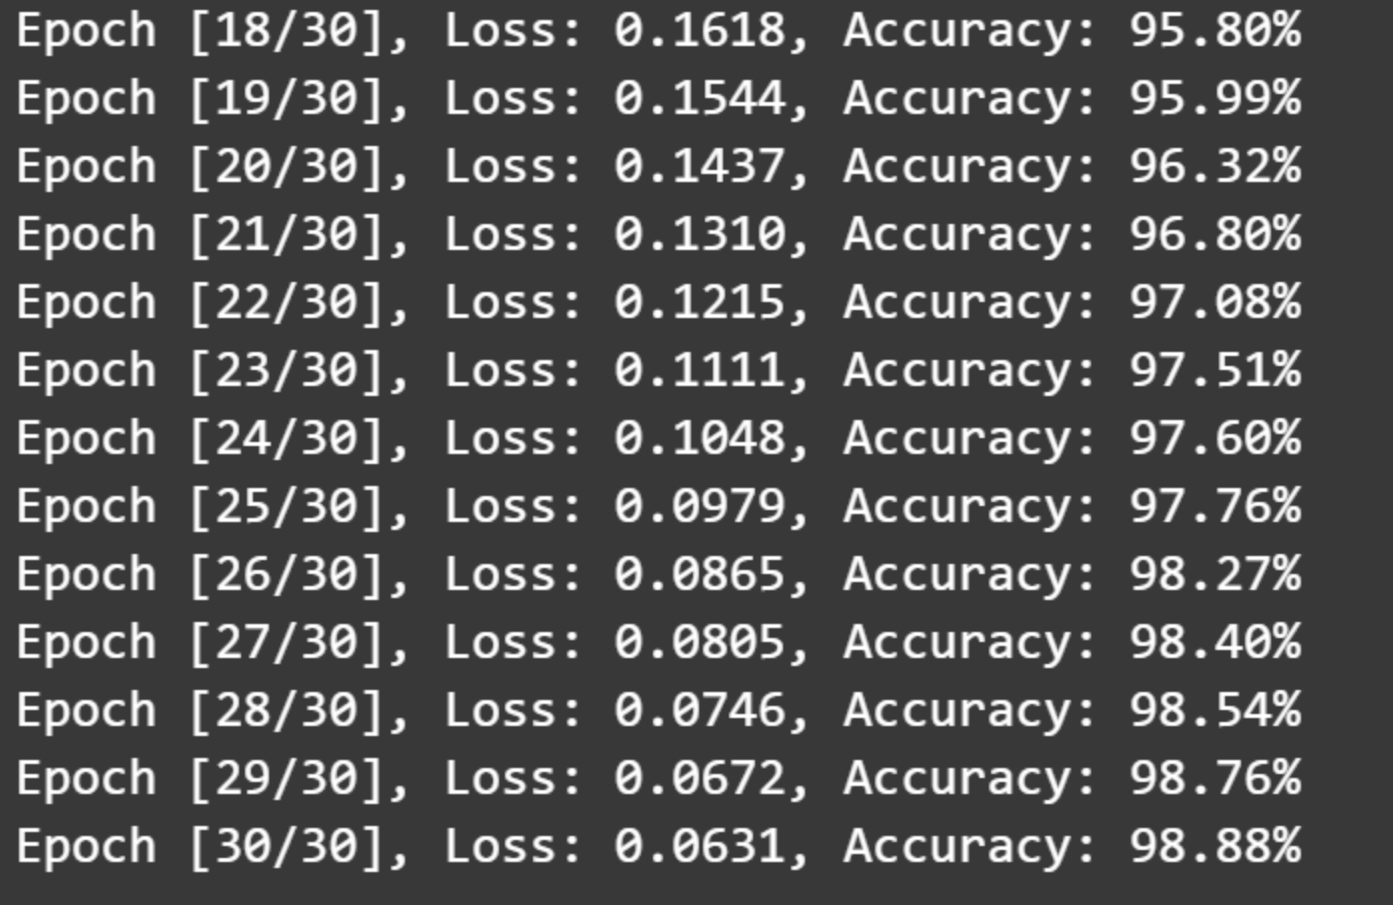 Epoch [18/30], Loss: 0.1618, Accuracy: 95.80%
Epoch [19/30], Loss: 0.1544, Accuracy: 95.99%
Epoch [20/30], Loss: 0.1437, Accuracy: 96.32%
Epoch [21/30], Loss: 0.1310, Accuracy: 96.80%
Epoch [22/30], Loss: 0.1215, Accuracy: 97.08%
Epoch [23/30], Loss: 0.1111, Accuracy: 97.51%
Epoch [24/30], Loss: 0.1048, Accuracy: 97.60%
Epoch [25/30], Loss: 0.0979, Accuracy: 97.76%
Epoch [26/30], Loss: 0.0865, Accuracy: 98.27%
Epoch [27/30], Loss: 0.0805, Accuracy: 98.40%
Epoch [28/30], Loss: 0.0746, Accuracy: 98.54%
Epoch [29/30], Loss: 0.0672, Accuracy: 98.76%
Epoch [30/30], Loss: 0.0631, Accuracy: 98.88%